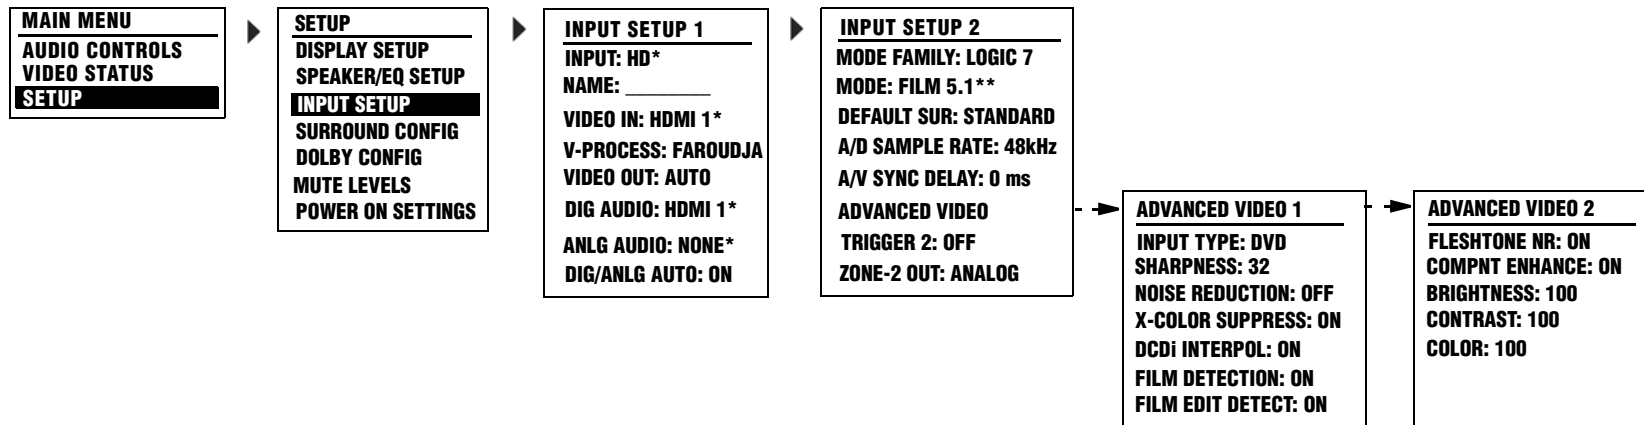 MAIN MENU
AUDIO CONTROLS
VIDEO STATUS
SETUP
SETUP
DISPLAY SETUP
SPEAKER/EQ SETUP
INPUT SETUP
SURROUND CONFIG
DOLBY CONFIG
MUTE LEVELS
POWER ON SETTINGS
INPUT SETUP 1
INPUT: HD*
NAME: ________
VIDEO IN: HDMI 1*
V-PROCESS: FAROUDJA
VIDEO OUT: AUTO
DIG AUDIO: HDMI 1*
ANLG AUDIO: NONE*
DIG/ANLG AUTO: ON
INPUT SETUP 2
MODE FAMILY: LOGIC 7
MODE: FILM 5.1**
DEFAULT SUR: STANDARD
A/D SAMPLE RATE: 48kHz
A/V SYNC DELAY: 0 ms
ADVANCED VIDEO
TRIGGER 2: OFF
ZONE-2 OUT: ANALOG
ADVANCED VIDEO 1
INPUT TYPE: DVD
SHARPNESS: 32
NOISE REDUCTION: OFF
X-COLOR SUPPRESS: ON
DCDi INTERPOL: ON
FILM DETECTION: ON
FILM EDIT DETECT: ON
ADVANCED VIDEO 2
FLESHTONE NR: ON
COMPNT ENHANCE: ON
BRIGHTNESS: 100
CONTRAST: 100
COLOR: 100